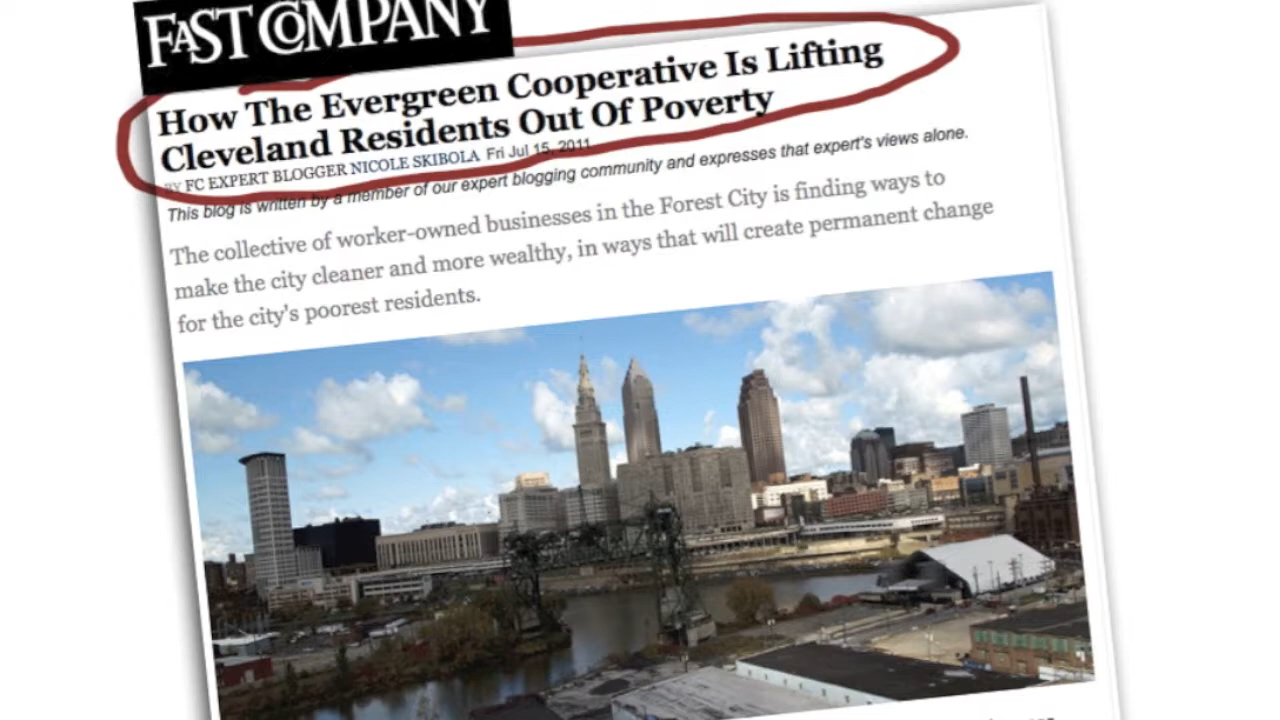 FAST COMPANY
How The Evergreen Cooperative Is Lifting
Cleveland Residents Out Of Poverty
BY FC EXPERT BLOGGER NICOLE SKIBOLA Fri Jul 15, 2011
This blog is written by a member of our expert blogging community and expresses that expert's views alone.
The collective of worker-owned businesses in the Forest City is finding ways to
make the city cleaner and more wealthy, in ways that will create permanent change
for the city's poorest residents.